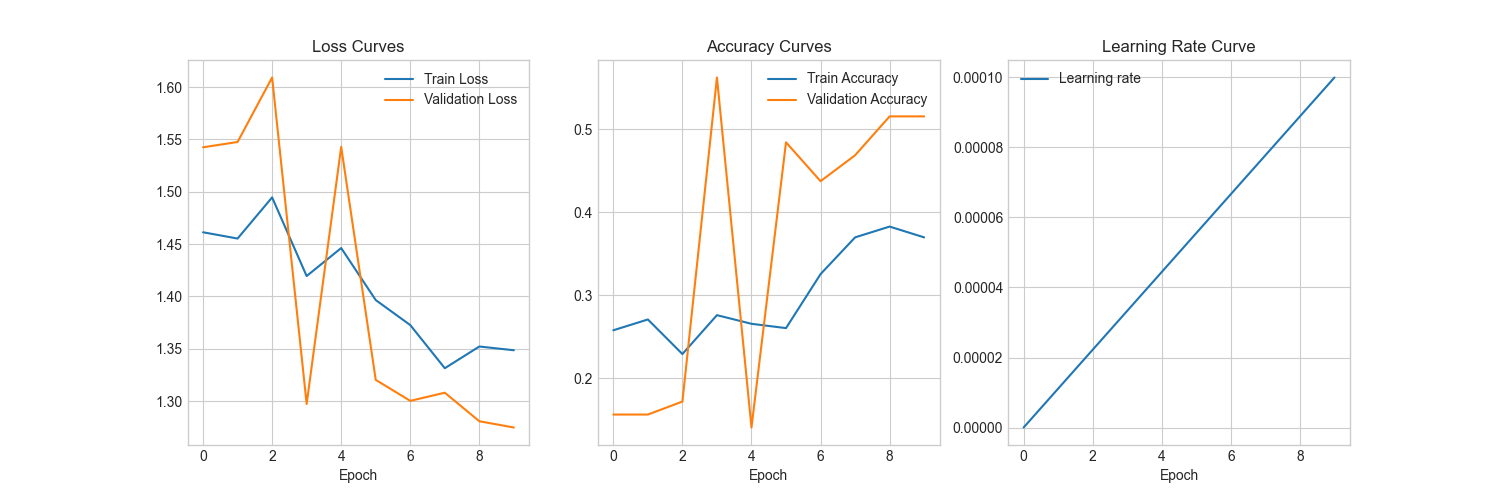 Loss Curves
Train Loss
Validation Loss
1.60
1.55
1.50
1.45
1.40
1.35
1.30
0 2 4 6 8
Epoch
Accuracy Curves
Train Accuracy
Validation Accuracy
0.5
0.4
0.3
0.2
0 2 4 6 8
Epoch
Learning Rate Curve
Learning rate
0.00010
0.00008
0.00006
0.00004
0.00002
0.00000
0 2 4 6 8
Epoch